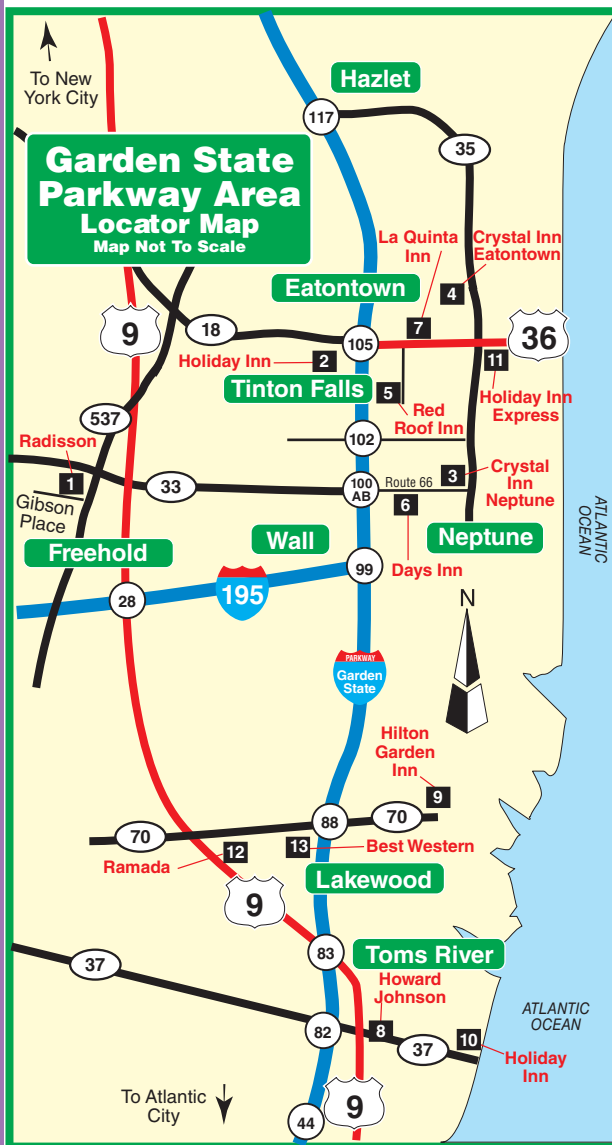 To New
York City
Hazlet
117
35
Garden State
Parkway Area
Locator Map
Map Not To Scale
La Quinta
Inn
Crystal Inn
Eatontown
4
Eatontown
7
9
18
105
36
Holiday Inn
2
11
Tinton Falls
5
Holiday Inn
Express
Red
Roof Inn
537
102
Radisson
1
33
100
AB
Route 66
3
Crystal
Inn
Neptune
Gibson
Place
6
ATLANTIC
OCEAN
Freehold
Wall
Neptune
Days Inn
99
195
28
N
PARKWAY
Garden
State
Hilton
Garden
Inn
9
70
88
70
13
Best Western
Ramada
12
Lakewood
9
83
Toms River
37
Howard
Johnson
ATLANTIC
OCEAN
82
8
37
10
Holiday
Inn
To Atlantic
City
44
9